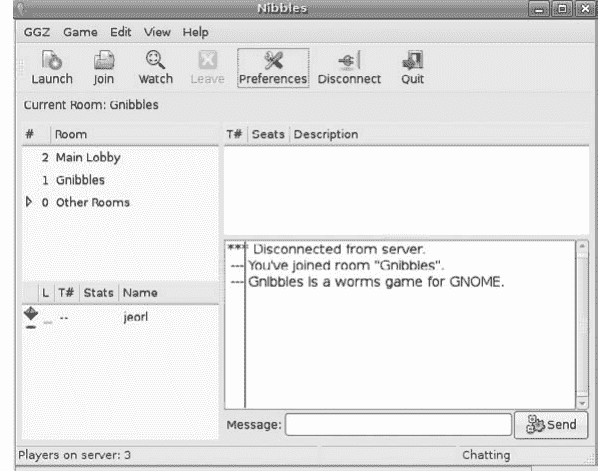 Nibbles
GGZ Game Edit View Help
Launch Join Watch Leave Preferences Disconnect Quit
Current Room: Gnibbles
# Room
2 Main Lobby
1 Gnibbles
0 Other Rooms
T# Seats Description
*** Disconnected from server.
--- You've joined room "Gnibbles".
--- Gnibbles is a worms game for GNOME.
L T# Stats Name
-- jeorl
Message: Send
Players on server: 3 Chatting